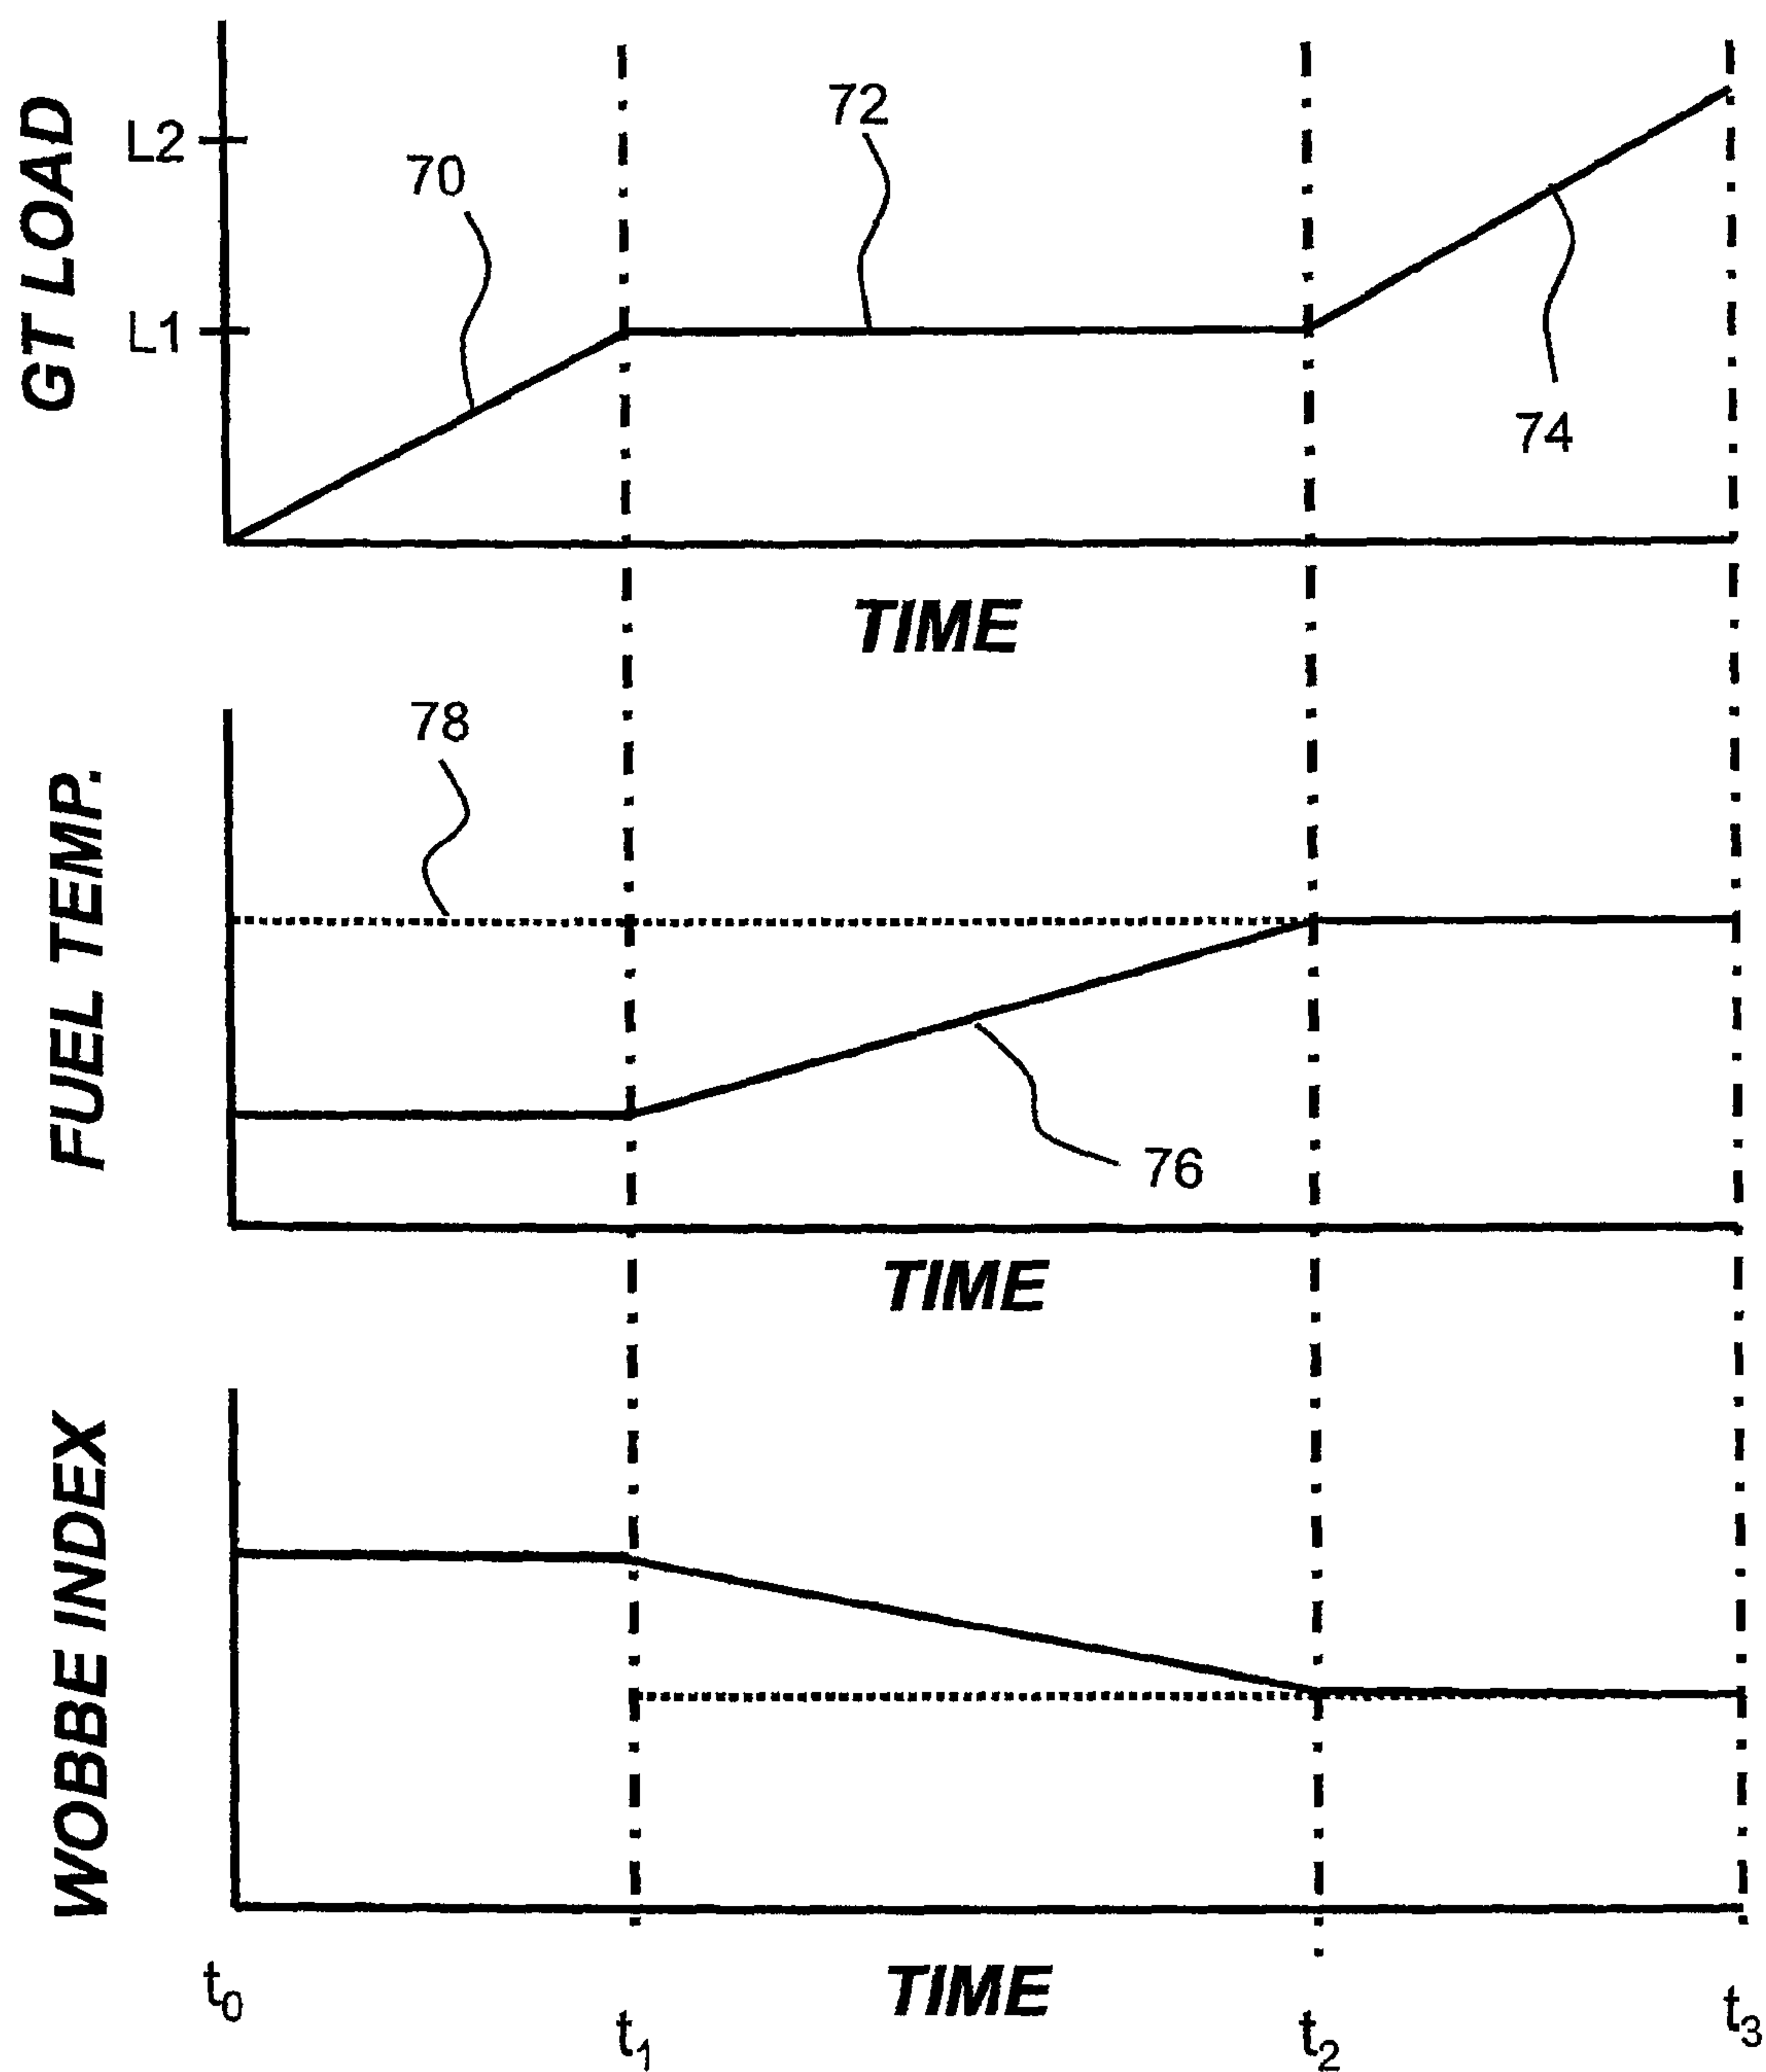 GT LOAD
L2
L1
70
72
74
TIME
FUEL TEMP.
78
76
TIME
WOBBE INDEX
TIME
t0
t1
t2
t3